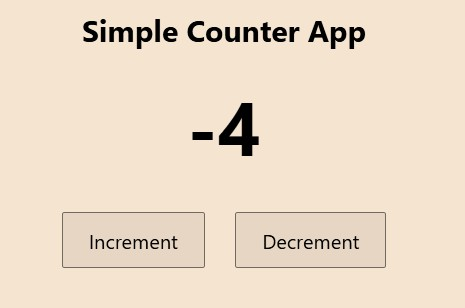 Simple Counter App
-4
Increment Decrement